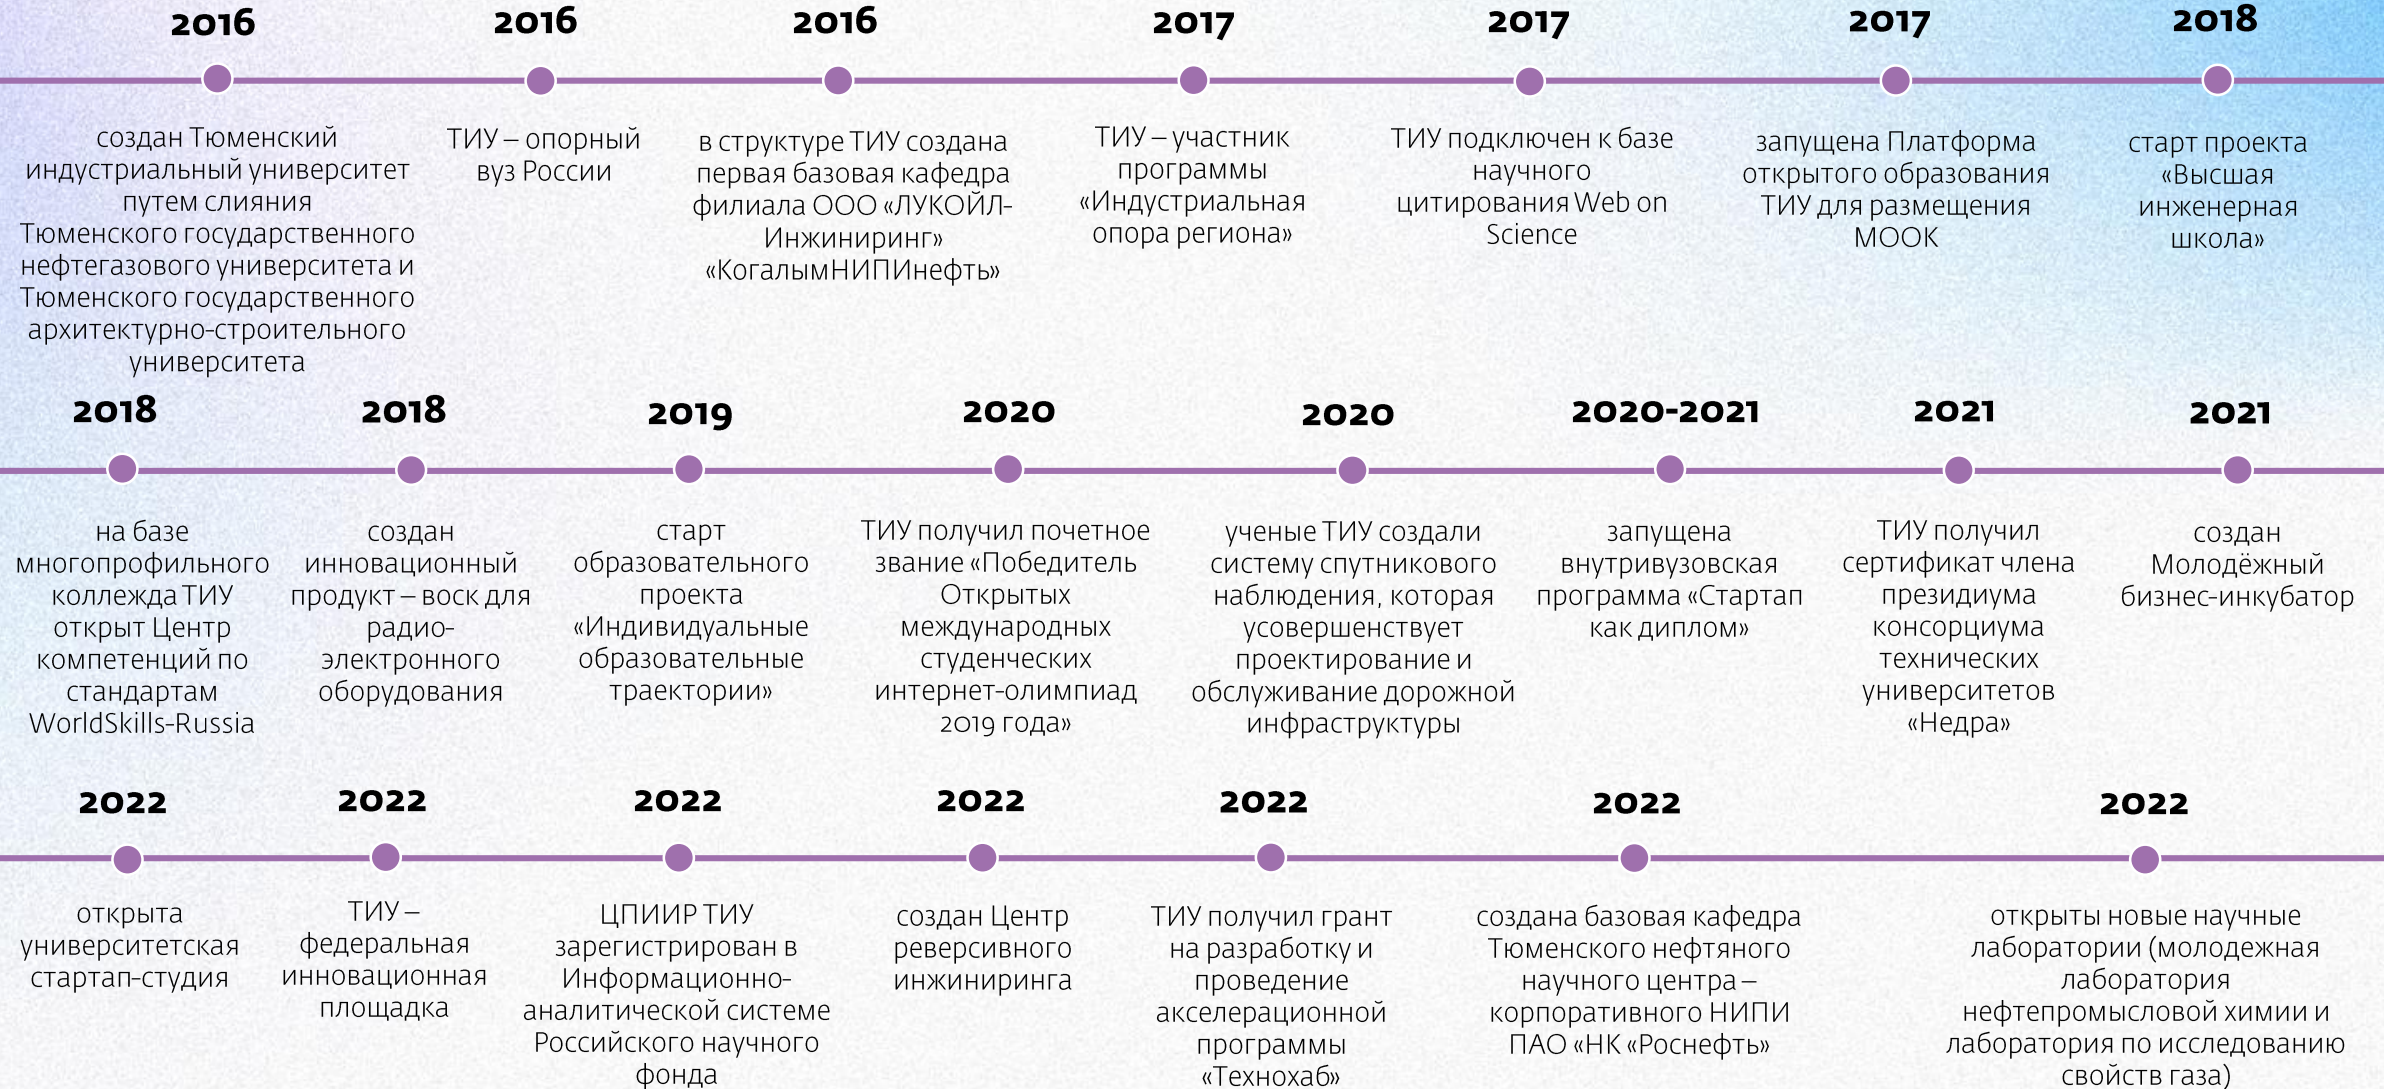 2016
создан Тюменский
индустриальный университет
путем слияния
Тюменского государственного
нефтегазового университета и
Тюменского государственного
архитектурно-строительного
университета
2016
ТИУ – опорный
вуз России
2016
в структуре ТИУ создана
первая базовая кафедра
филиала ООО «ЛУКОЙЛ-
Инжиниринг»
«КогалымНИПИнефть»
2017
ТИУ – участник
программы
«Индустриальная
опора региона»
2017
ТИУ подключен к базе
научного
цитирования Web on
Science
2017
запущена Платформа
открытого образования
ТИУ для размещения
МООК
2018
старт проекта
«Высшая
инженерная
школа»
2018
на базе
многопрофильного
коллежда ТИУ
открыт Центр
компетенций по
стандартам
WorldSkills-Russia
2018
создан
инновационный
продукт – воск для
радио-
электронного
оборудования
2019
старт
образовательного
проекта
«Индивидуальные
образовательные
траектории»
2020
ТИУ получил почетное
звание «Победитель
Открытых
международных
студенческих
интернет-олимпиад
2019 года»
2020
ученые ТИУ создали
систему спутникового
наблюдения, которая
усовершенствует
проектирование и
обслуживание дорожной
инфраструктуры
2020-2021
запущена
внутривузовская
программа «Стартап
как диплом»
2021
ТИУ получил
сертификат члена
президиума
консорциума
технических
университетов
«Недра»
2021
создан
Молодёжный
бизнес-инкубатор
2022
открыта
университетская
стартап-студия
2022
ТИУ –
федеральная
инновационная
площадка
2022
ЦПИИР ТИУ
зарегистрирован в
Информационно-
аналитической системе
Российского научного
фонда
2022
создан Центр
реверсивного
инжиниринга
2022
ТИУ получил грант
на разработку и
проведение
акселерационной
программы
«Технохаб»
2022
создана базовая кафедра
Тюменского нефтяного
научного центра –
корпоративного НИПИ
ПАО «НК «Роснефть»
2022
открыты новые научные
лаборатории (молодежная
лаборатория
нефтепромысловой химии и
лаборатория по исследованию
свойств газа)